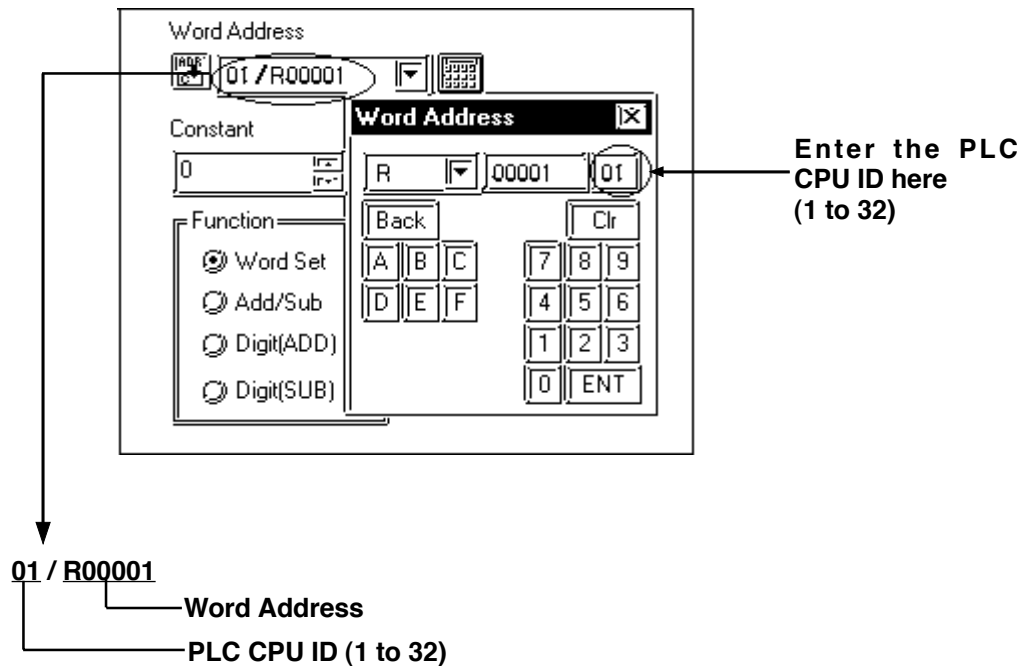 Word Address
01/R00001
Word Address
Constant
0
R 00001 01
Enter the PLC
CPU ID here
(1 to 32)
Function
Back Clr
Word Set
A B C 7 8 9
Add/Sub
D E F 4 5 6
Digit(ADD)
1 2 3
Digit(SUB)
0 ENT
01 / R00001
Word Address
PLC CPU ID (1 to 32)